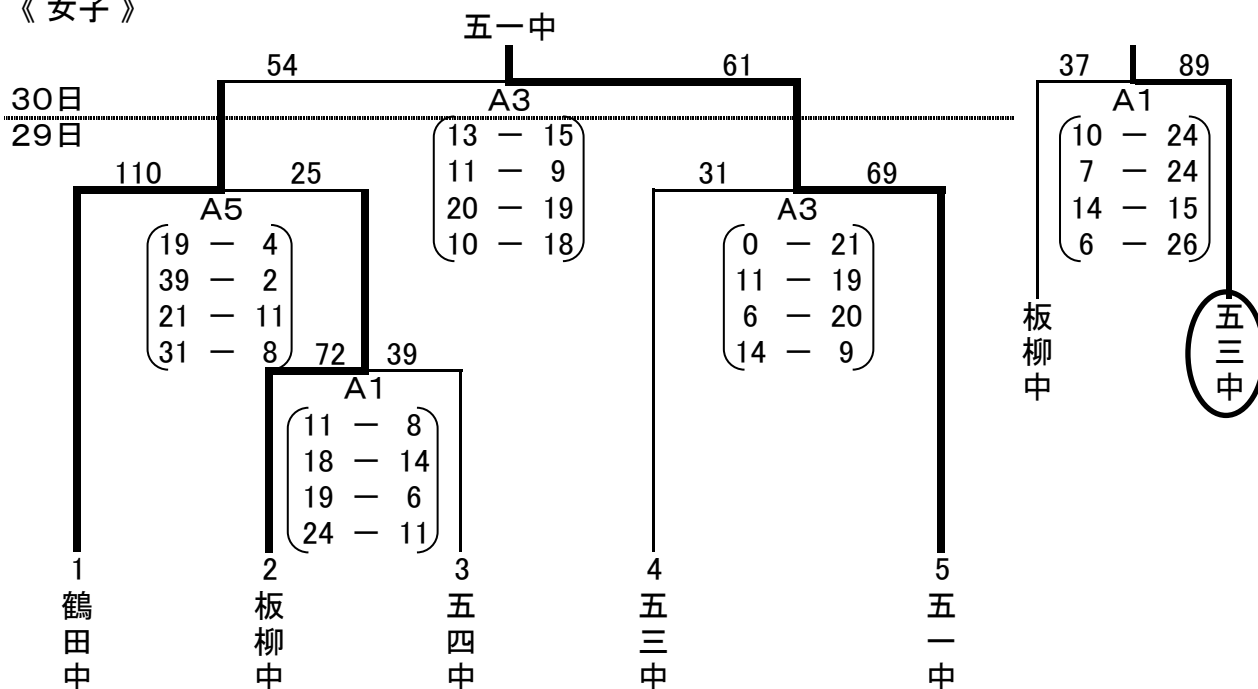 《 女子 》
五一中
54
61
37
89
30日
29日
A3
13 － 15
11 － 9
20 － 19
10 － 18
A1
10 － 24
7 － 24
14 － 15
6 － 26
110
25
A5
19 － 4
39 － 2
21 － 11
31 － 8
31
69
A3
0 － 21
11 － 19
6 － 20
14 － 9
板柳中
五三中
72
39
A1
11 － 8
18 － 14
19 － 6
24 － 11
1
2
3
4
5
鶴田中
板柳中
五四中
五三中
五一中